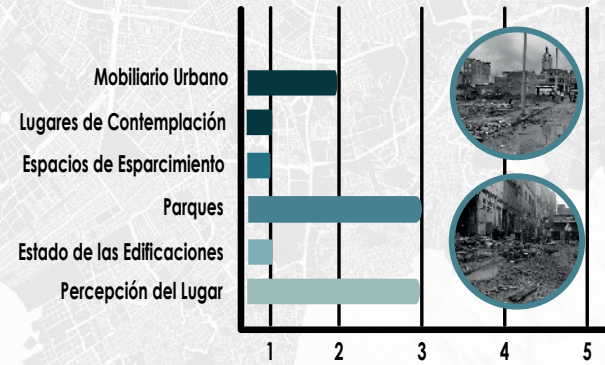 Mobiliario Urbano
Lugares de Contemplación
Espacios de Esparcimiento
Parques
Estado de las Edificaciones
Percepción del Lugar
1 2 3 4 5